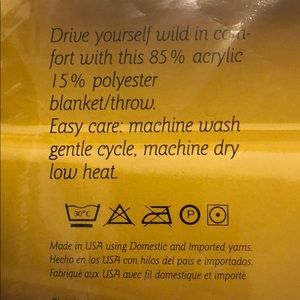 Drive yourself wild in com-
fort with this 85% acrylic
15% polyester
blanket/throw.
Easy care: machine wash
gentle cycle, machine dry
low heat.
30°C
P
Made in USA using Domestic and Imported yarns.
Hecho en los USA con hilos del pais e importados.
Fabriqué aux USA avec fil domestique et importé.